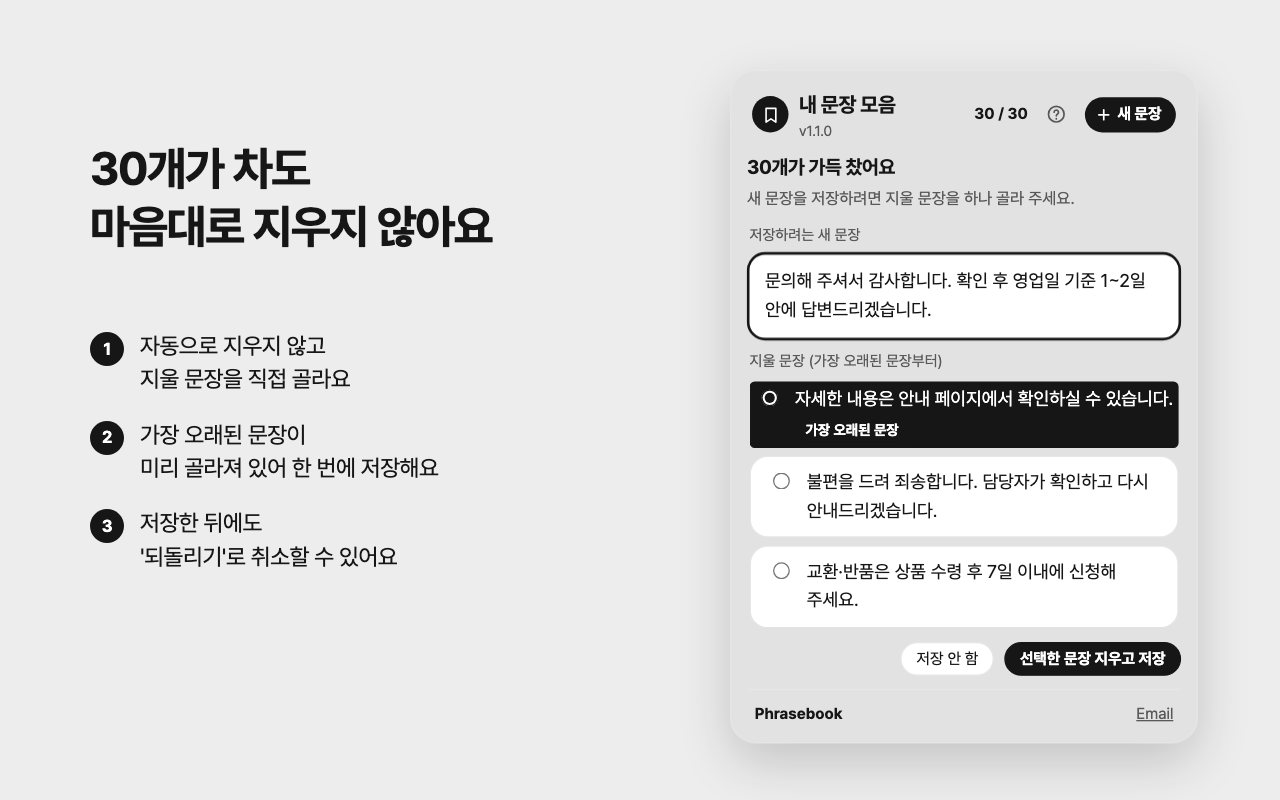 30개가 차도
마음대로 지우지 않아요
1 자동으로 지우지 않고
지울 문장을 직접 골라요
2 가장 오래된 문장이
미리 골라져 있어 한 번에 저장해요
3 저장한 뒤에도
'되돌리기'로 취소할 수 있어요
내 문장 모음
v1.1.0
30 / 30
?
+ 새 문장
30개가 가득 찼어요
새 문장을 저장하려면 지울 문장을 하나 골라 주세요.
저장하려는 새 문장
문의해 주셔서 감사합니다. 확인 후 영업일 기준 1~2일
안에 답변드리겠습니다.
지울 문장 (가장 오래된 문장부터)
자세한 내용은 안내 페이지에서 확인하실 수 있습니다.
가장 오래된 문장
불편을 드려 죄송합니다. 담당자가 확인하고 다시
안내드리겠습니다.
교환·반품은 상품 수령 후 7일 이내에 신청해
주세요.
저장 안 함
선택한 문장 지우고 저장
Phrasebook
Email